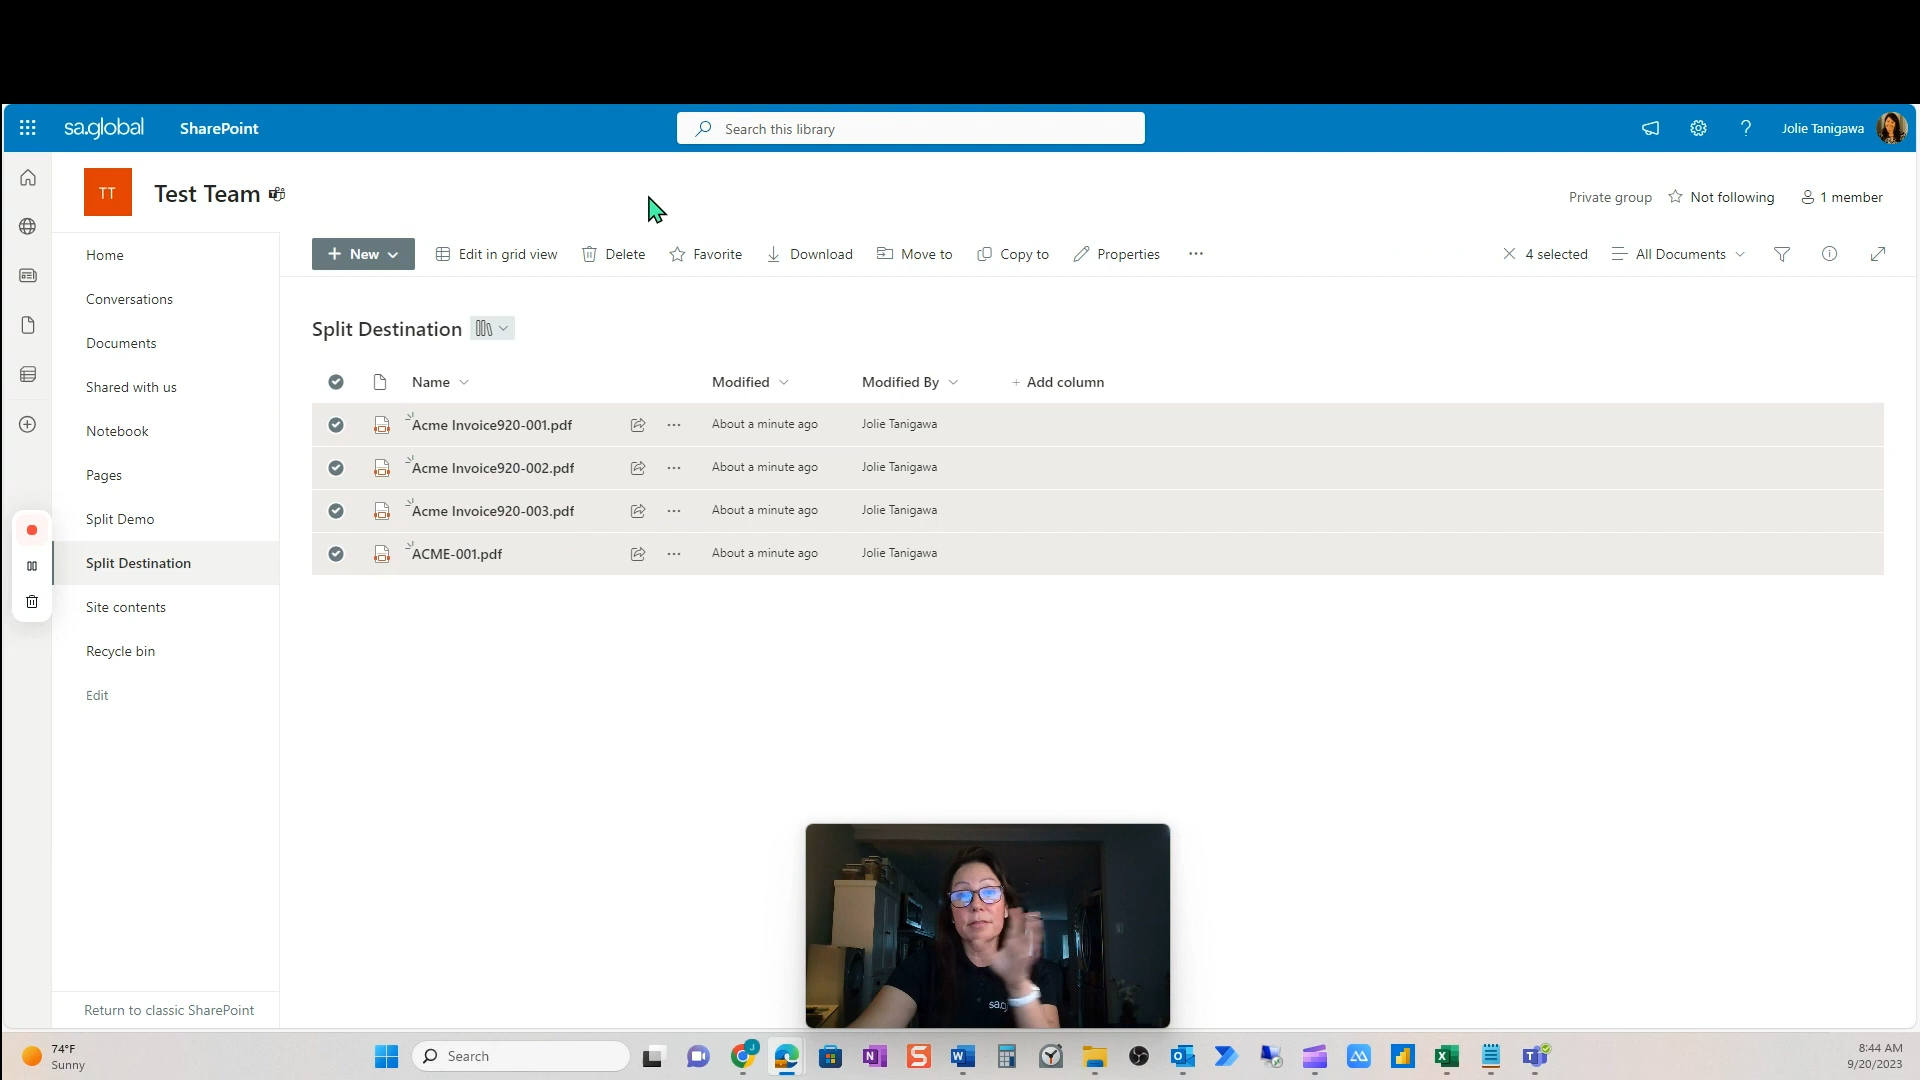 sa.global
SharePoint
Search this library
Jolie Tanigawa
TT
Test Team
Private group
Not following
1 member
Home
Conversations
Documents
Shared with us
Notebook
Pages
Split Demo
Split Destination
Site contents
Recycle bin
Edit
Return to classic SharePoint
New
Edit in grid view
Delete
Favorite
Download
Move to
Copy to
Properties
4 selected
All Documents
Split Destination
Name
Modified
Modified By
Add column
Acme Invoice920-001.pdf About a minute ago Jolie Tanigawa
Acme Invoice920-002.pdf About a minute ago Jolie Tanigawa
Acme Invoice920-003.pdf About a minute ago Jolie Tanigawa
ACME-001.pdf About a minute ago Jolie Tanigawa
74°F
Sunny
Search
8:44 AM
9/20/2023